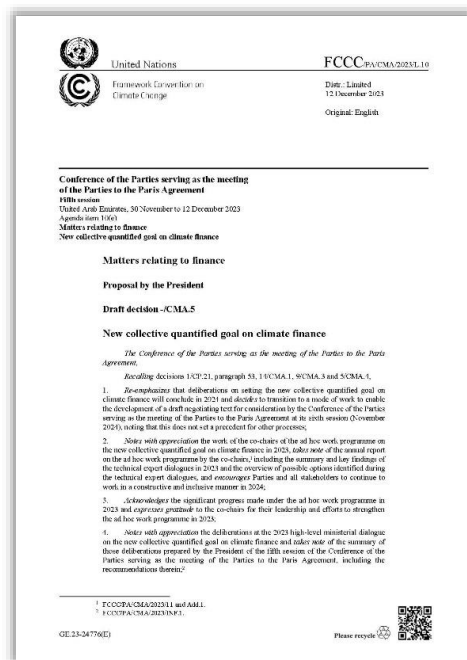 United Nations
FCCC/PA/CMA/2023/L.10
Framework Convention on
Climate Change
Distr.: Limited
12 December 2023
Original: English
Conference of the Parties serving as the meeting
of the Parties to the Paris Agreement
Fifth session
United Arab Emirates, 30 November to 12 December 2023
Agenda item 10(e)
Matters relating to finance
New collective quantified goal on climate finance
Matters relating to finance
Proposal by the President
Draft decision -/CMA.5
New collective quantified goal on climate finance
The Conference of the Parties serving as the meeting of the Parties to the Paris
Agreement,
Recalling decisions 1/CP.21, paragraph 53, 14/CMA.1, 9/CMA.3 and 5/CMA.4,
1. Re-emphasizes that deliberations on setting the new collective quantified goal on
climate finance will conclude in 2024 and decides to transition to a mode of work to enable
the development of a draft negotiating text for consideration by the Conference of the Parties
serving as the meeting of the Parties to the Paris Agreement at its sixth session (November
2024), noting that this does not set a precedent for other processes;
2. Notes with appreciation the work of the co-chairs of the ad hoc work programme on
the new collective quantified goal on climate finance in 2023, takes note of the annual report
on the ad hoc work programme by the co-chairs,1 including the summary and key findings of
the technical expert dialogues in 2023 and the overview of possible options identified during
the technical expert dialogues, and encourages Parties and all stakeholders to continue to
work in a constructive and inclusive manner in 2024;
3. Acknowledges the significant progress made under the ad hoc work programme in
2023 and expresses gratitude to the co-chairs for their leadership and efforts to strengthen
the ad hoc work programme in 2023;
4. Notes with appreciation the deliberations at the 2023 high-level ministerial dialogue
on the new collective quantified goal on climate finance and takes note of the summary of
those deliberations prepared by the President of the fifth session of the Conference of the
Parties serving as the meeting of the Parties to the Paris Agreement, including the
recommendations therein;2
1 FCCC/PA/CMA/2023/11 and Add.1.
2 FCCC/PA/CMA/2023/INF.1.
GE.23-24776(E)
Please recycle